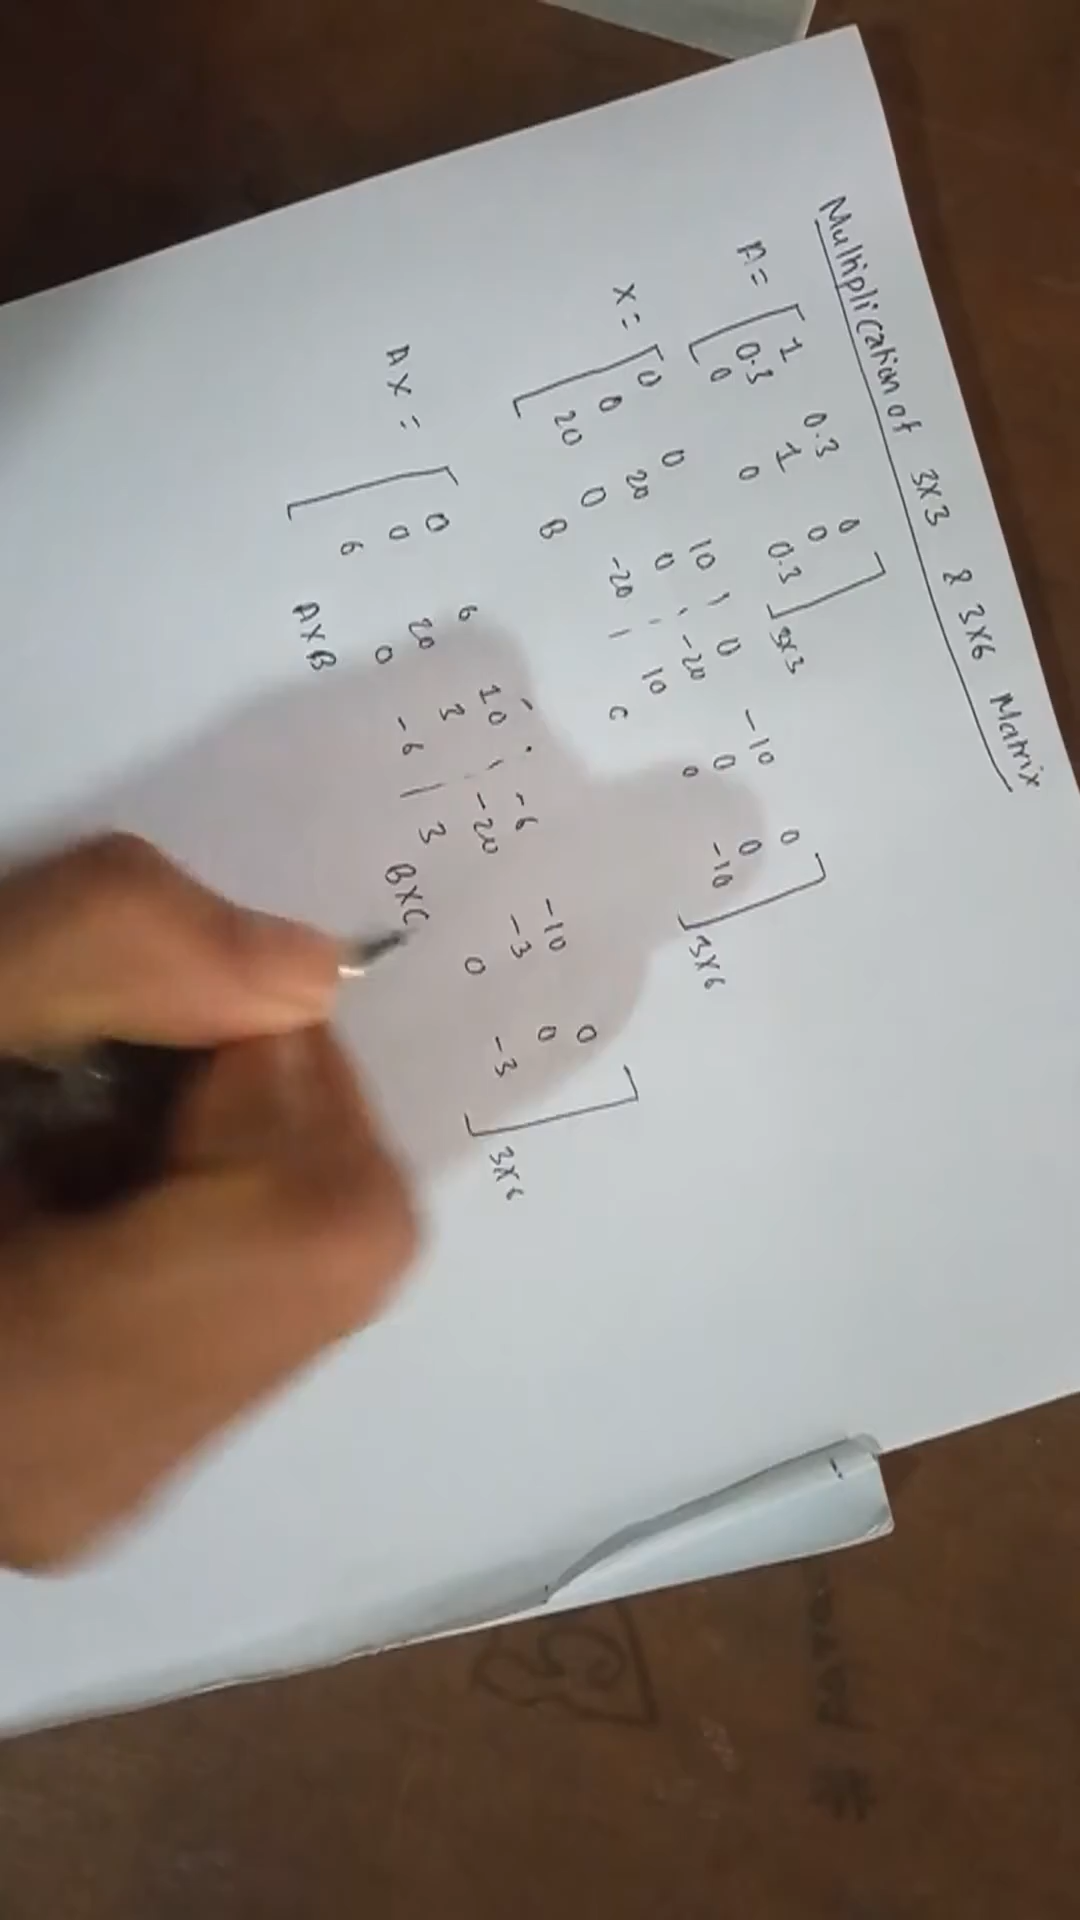 Multiplication of 3X3 & 3X6 Matrix
A = [ 1 0.3 0
0.3 1 0
0 0 0.3 ] 3X3
X = [ 0 0 10 | 0 -10 0
0 20 0 | -20 0 0
20 0 -20 | 10 0 -10 ] 3X6
B C
AX = [ 0 6 10 | -6 -10 0
0 20 3 | -20 -3 0
6 0 -6 | 3 0 -3 ] 3X6
AXB BXC